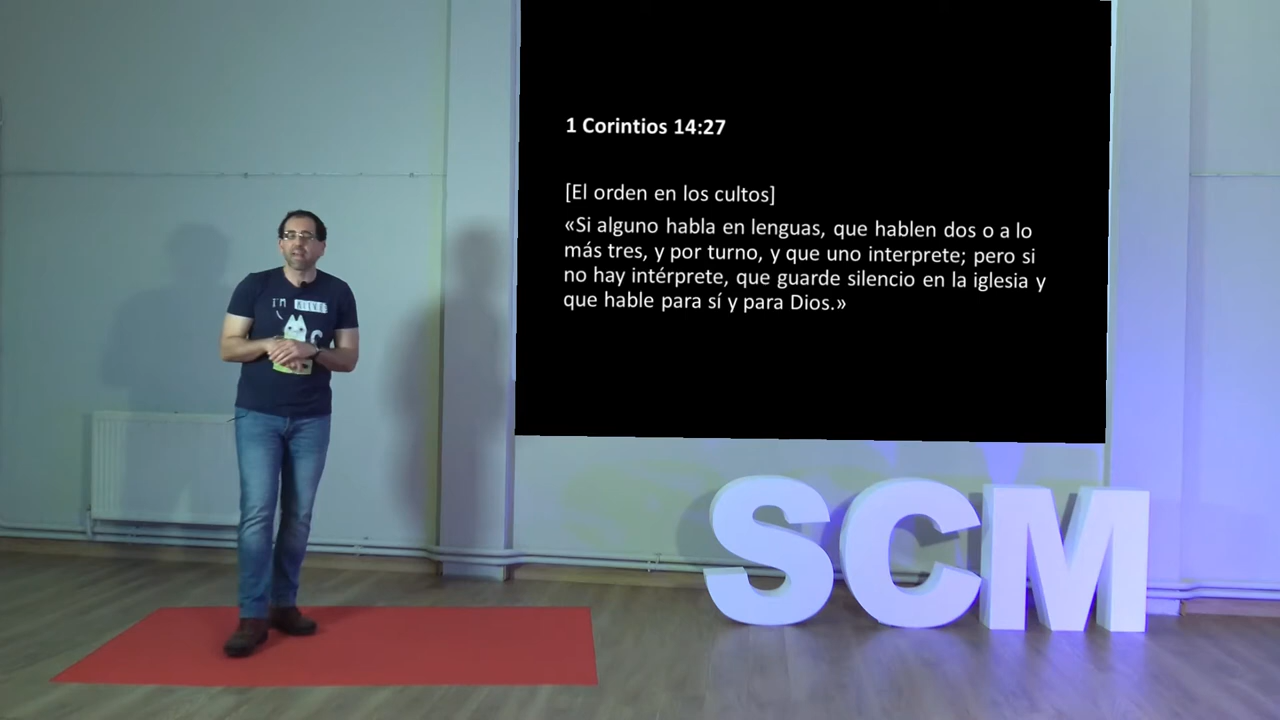 1 Corintios 14:27
[El orden en los cultos]
«Si alguno habla en lenguas, que hablen dos o a lo
más tres, y por turno, y que uno interprete; pero si
no hay intérprete, que guarde silencio en la iglesia y
que hable para sí y para Dios.»
I'M ALIVE
SCM